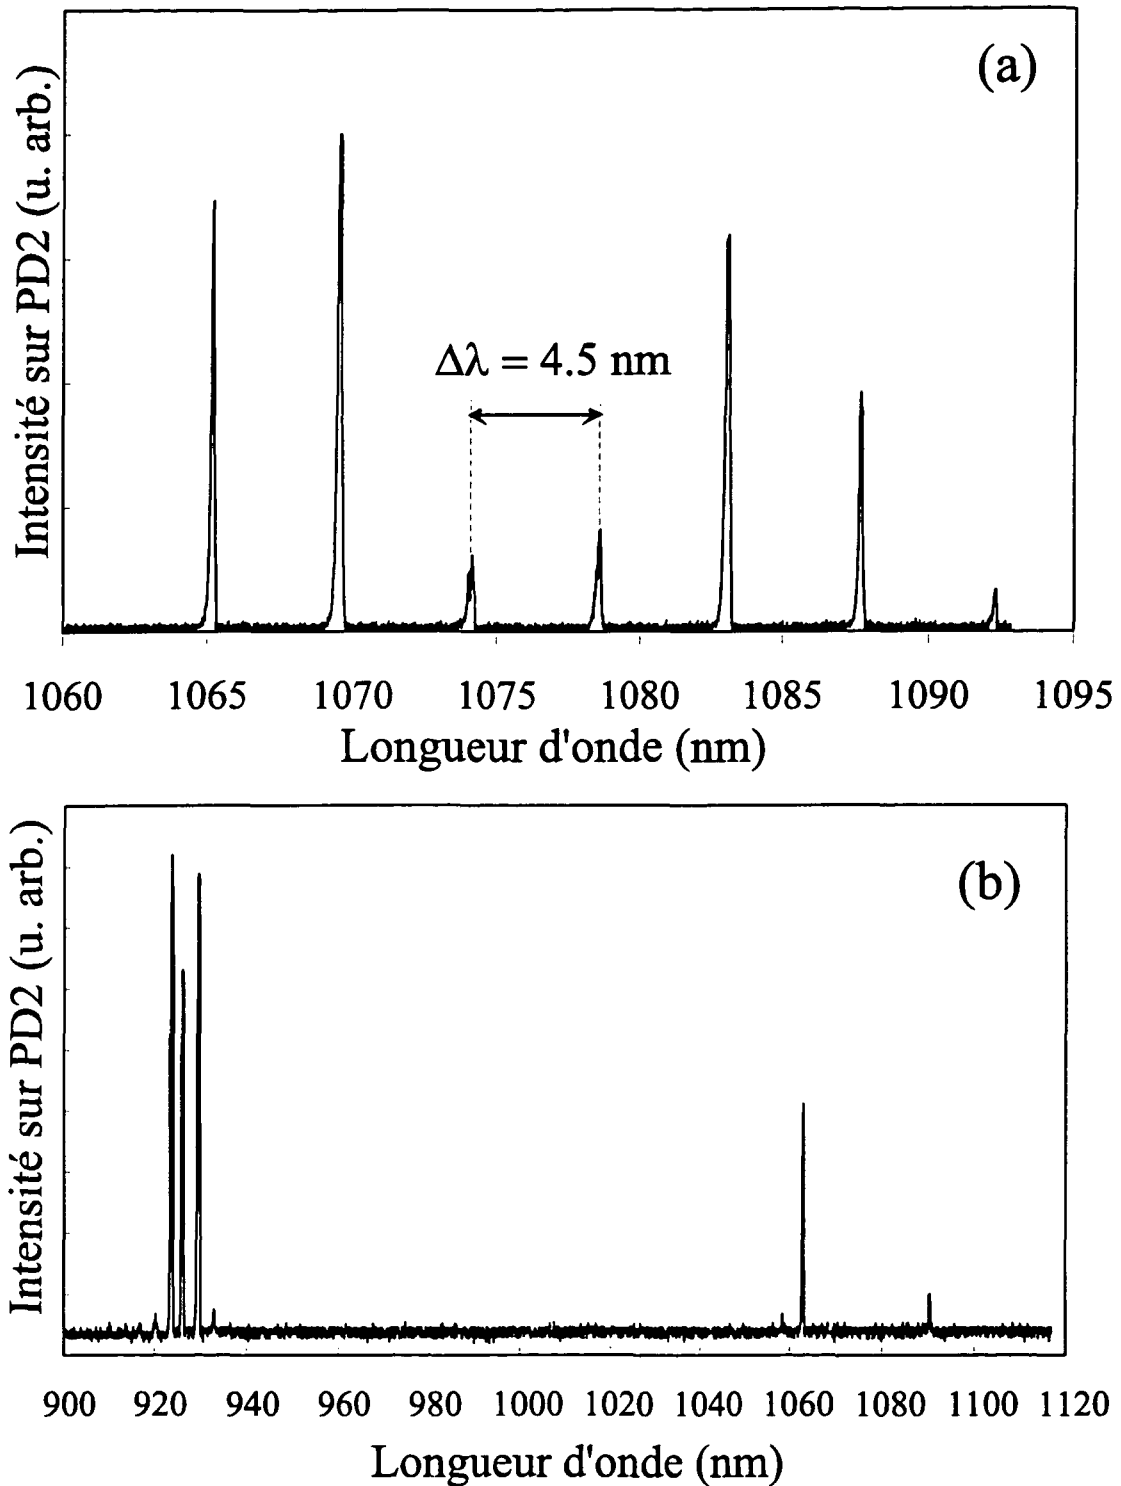 (a)
Intensité sur PD2 (u. arb.)
Δλ = 4.5 nm
1060 1065 1070 1075 1080 1085 1090 1095
Longueur d'onde (nm)
(b)
Intensité sur PD2 (u. arb.)
900 920 940 960 980 1000 1020 1040 1060 1080 1100 1120
Longueur d'onde (nm)